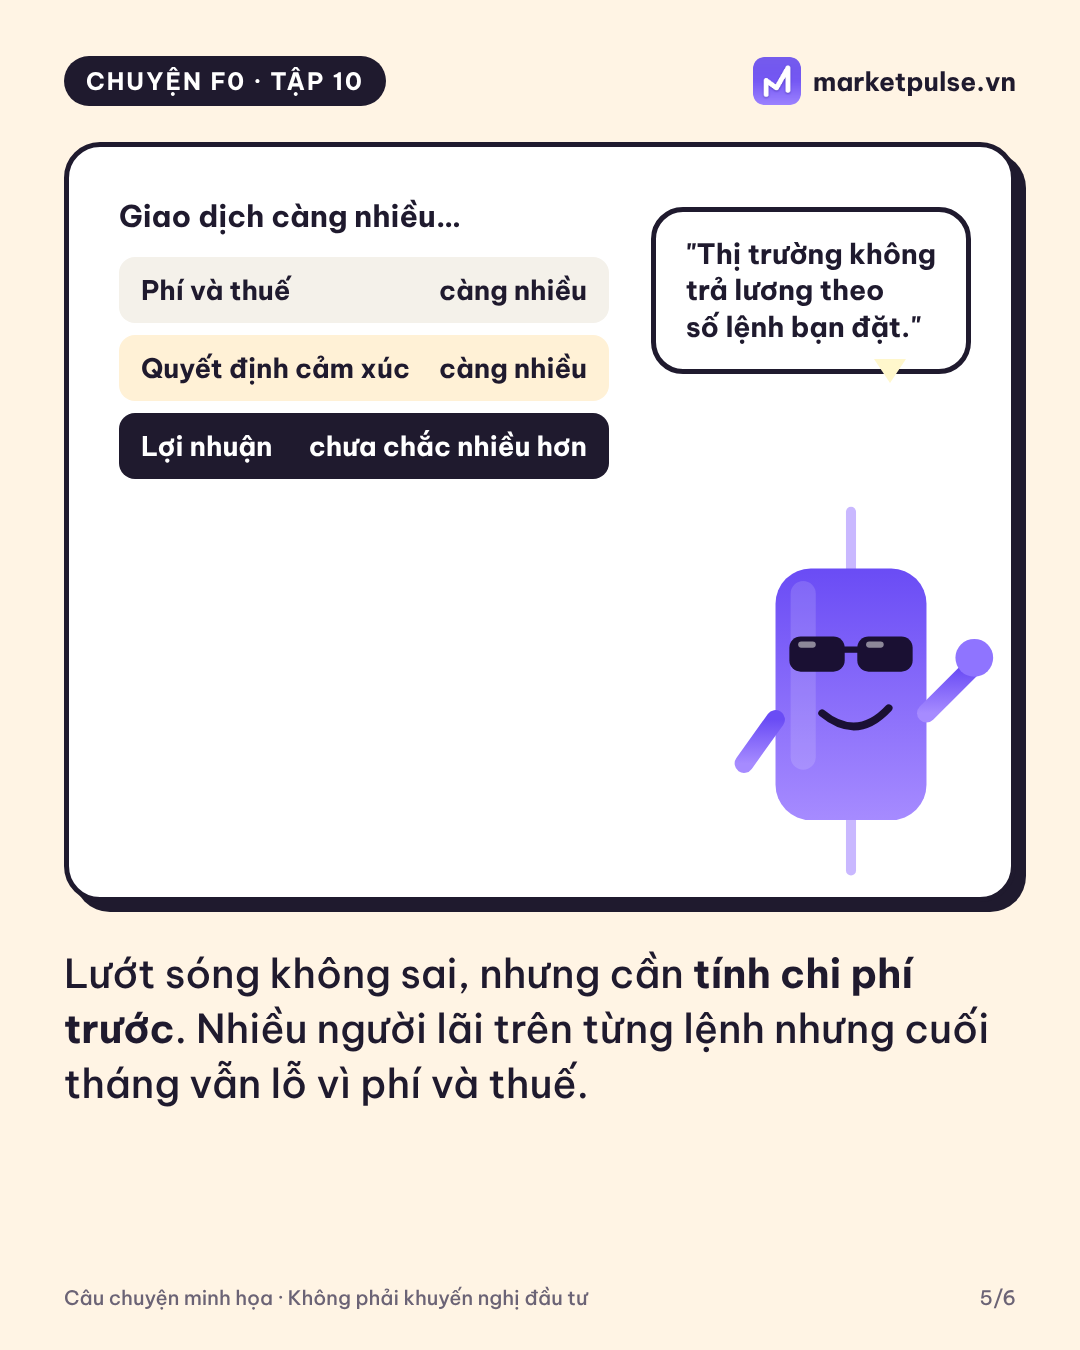 CHUYỆN F0 · TẬP 10
marketpulse.vn
Giao dịch càng nhiều...
Phí và thuế càng nhiều
Quyết định cảm xúc càng nhiều
Lợi nhuận chưa chắc nhiều hơn
"Thị trường không
trả lương theo
số lệnh bạn đặt."
Lướt sóng không sai, nhưng cần tính chi phí
trước. Nhiều người lãi trên từng lệnh nhưng cuối
tháng vẫn lỗ vì phí và thuế.
Câu chuyện minh họa · Không phải khuyến nghị đầu tư
5/6